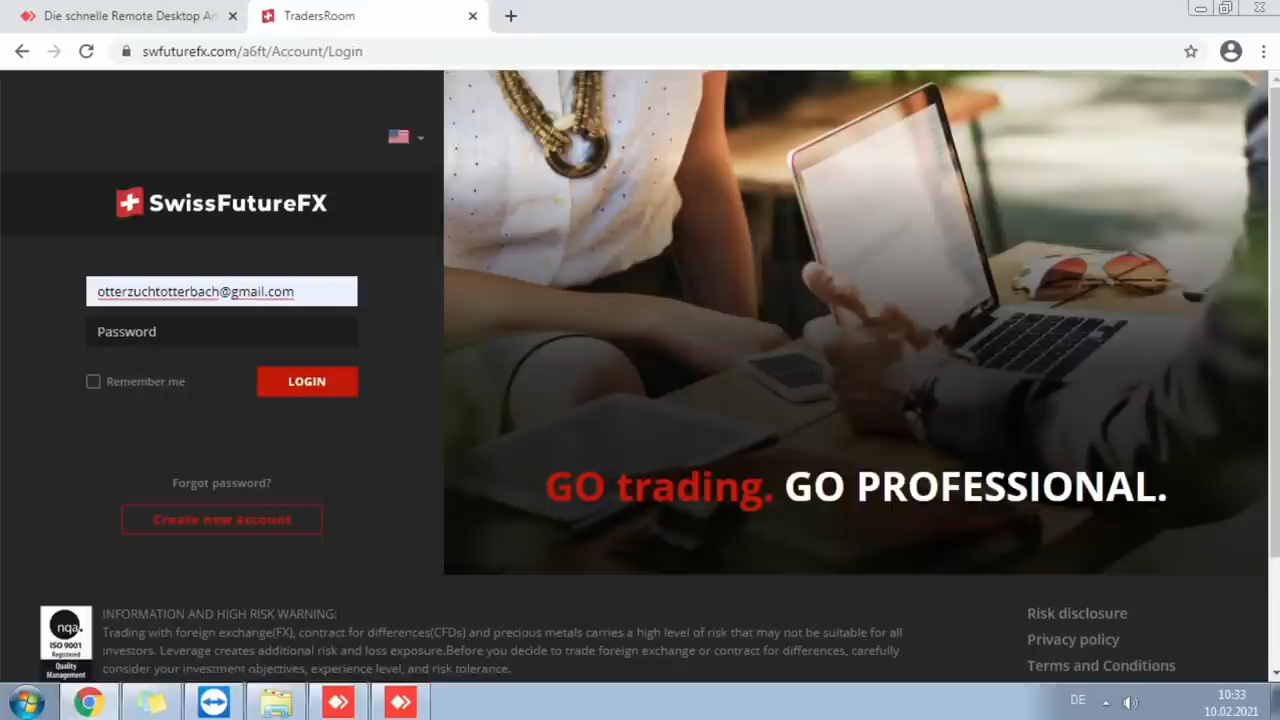 Die schnelle Remote Desktop An
TradersRoom
swfuturefx.com/a6ft/Account/Login
SwissFutureFX
otterzuchtotterbach@gmail.com
Password
Remember me
LOGIN
Forgot password?
Create new account
GO trading. GO PROFESSIONAL.
nqa.
ISO 9001
Registered
Quality
Management
INFORMATION AND HIGH RISK WARNING:
Trading with foreign exchange(FX), contract for differences(CFDs) and precious metals carries a high level of risk that may not be suitable for all
investors. Leverage creates additional risk and loss exposure.Before you decide to trade foreign exchange or contract for differences, carefully
consider your investment objectives, experience level, and risk tolerance.
Risk disclosure
Privacy policy
Terms and Conditions
DE
10:33
10.02.2021